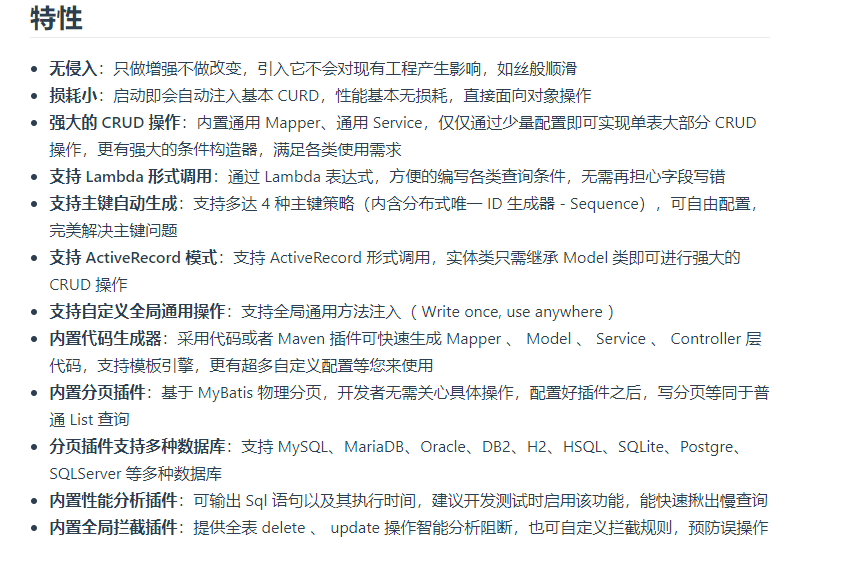 特性
无侵入：只做增强不做改变，引入它不会对现有工程产生影响，如丝般顺滑
损耗小：启动即会自动注入基本 CURD，性能基本无损耗，直接面向对象操作
强大的 CRUD 操作：内置通用 Mapper、通用 Service，仅仅通过少量配置即可实现单表大部分 CRUD
操作，更有强大的条件构造器，满足各类使用需求
支持 Lambda 形式调用：通过 Lambda 表达式，方便的编写各类查询条件，无需再担心字段写错
支持主键自动生成：支持多达 4 种主键策略（内含分布式唯一 ID 生成器 - Sequence），可自由配置，
完美解决主键问题
支持 ActiveRecord 模式：支持 ActiveRecord 形式调用，实体类只需继承 Model 类即可进行强大的
CRUD 操作
支持自定义全局通用操作：支持全局通用方法注入（ Write once, use anywhere ）
内置代码生成器：采用代码或者 Maven 插件可快速生成 Mapper 、 Model 、 Service 、 Controller 层
代码，支持模板引擎，更有超多自定义配置等您来使用
内置分页插件：基于 MyBatis 物理分页，开发者无需关心具体操作，配置好插件之后，写分页等同于普
通 List 查询
分页插件支持多种数据库：支持 MySQL、MariaDB、Oracle、DB2、H2、HSQL、SQLite、Postgre、
SQLServer 等多种数据库
内置性能分析插件：可输出 Sql 语句以及其执行时间，建议开发测试时启用该功能，能快速揪出慢查询
内置全局拦截插件：提供全表 delete 、 update 操作智能分析阻断，也可自定义拦截规则，预防误操作